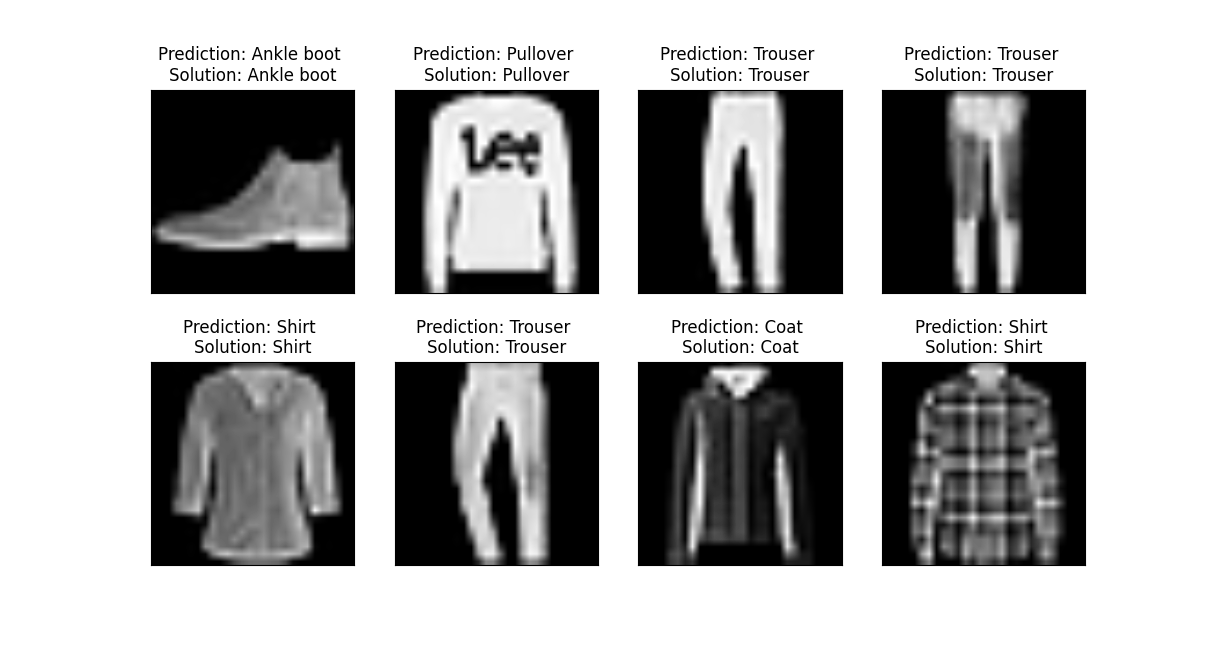 Prediction: Ankle boot
Solution: Ankle boot
Prediction: Pullover
Solution: Pullover
Prediction: Trouser
Solution: Trouser
Prediction: Trouser
Solution: Trouser
Lee
Prediction: Shirt
Solution: Shirt
Prediction: Trouser
Solution: Trouser
Prediction: Coat
Solution: Coat
Prediction: Shirt
Solution: Shirt